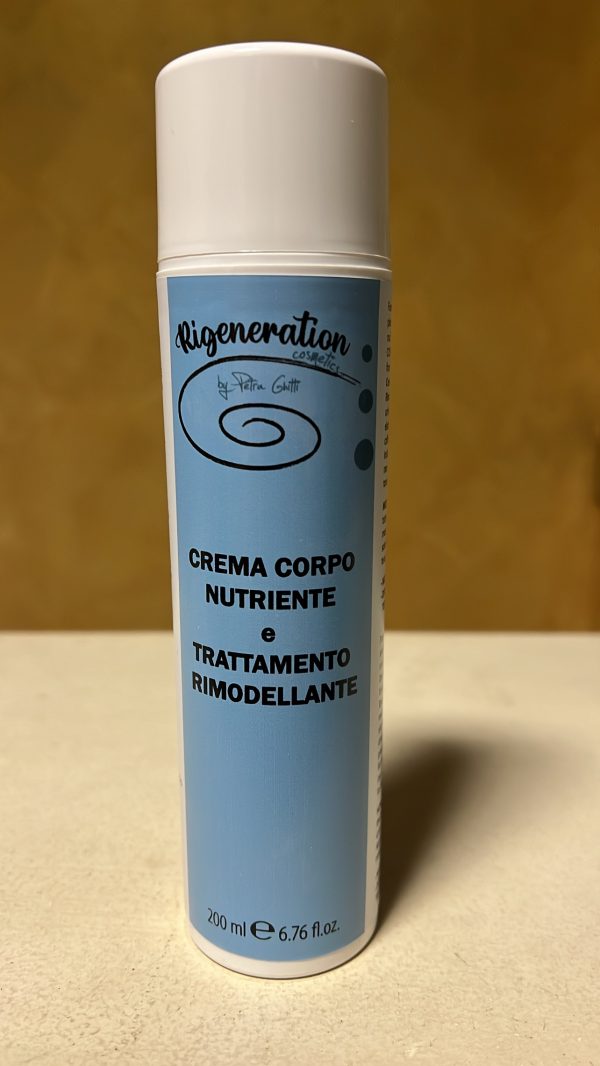 Rigeneration
cosmetics
by Petra Ghitti
CREMA CORPO
NUTRIENTE
e
TRATTAMENTO
RIMODELLANTE
200 ml ℮ 6.76 fl.oz.